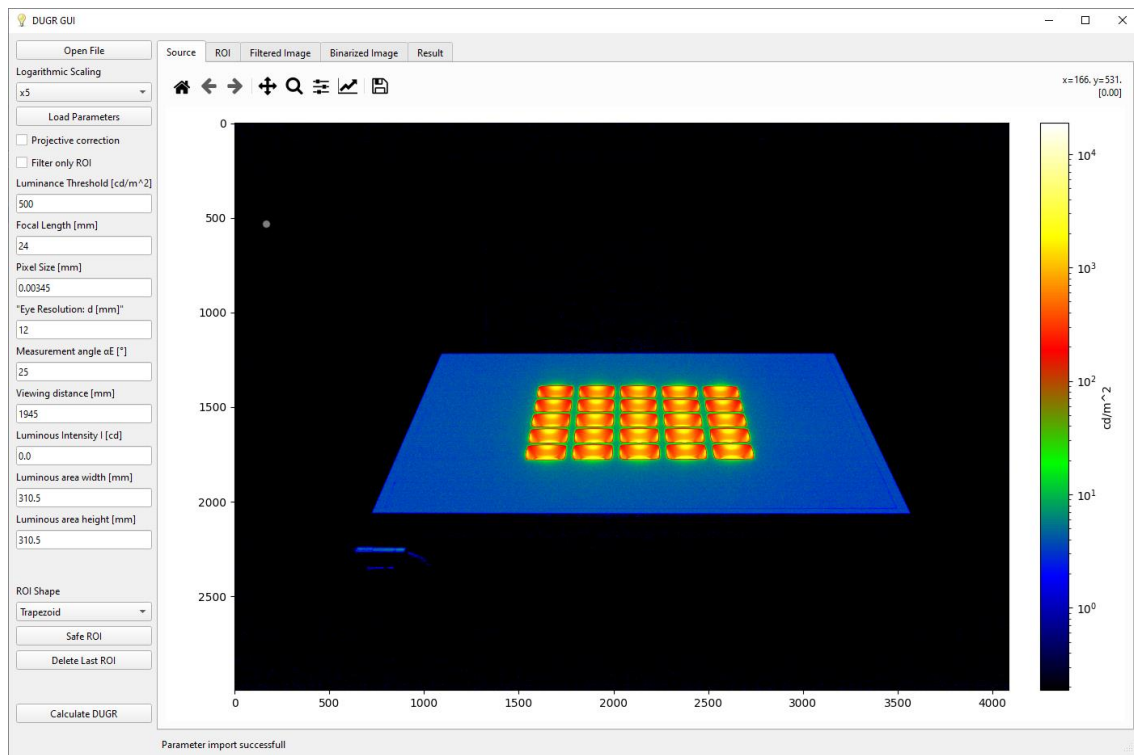 DUGR GUI
Open File
Logarithmic Scaling
x5
Load Parameters
Projective correction
Filter only ROI
Luminance Threshold [cd/m^2]
500
Focal Length [mm]
24
Pixel Size [mm]
0.00345
"Eye Resolution: d [mm]"
12
Measurement angle αE [°]
25
Viewing distance [mm]
1945
Luminous Intensity I [cd]
0.0
Luminous area width [mm]
310.5
Luminous area height [mm]
310.5
ROI Shape
Trapezoid
Safe ROI
Delete Last ROI
Calculate DUGR
Source ROI Filtered Image Binarized Image Result
x=166, y=531,
[0.00]
0
500
1000
1500
2000
2500
0 500 1000 1500 2000 2500 3000 3500 4000
10^4
10^3
10^2
10^1
10^0
cd/m^2
Parameter import successfull